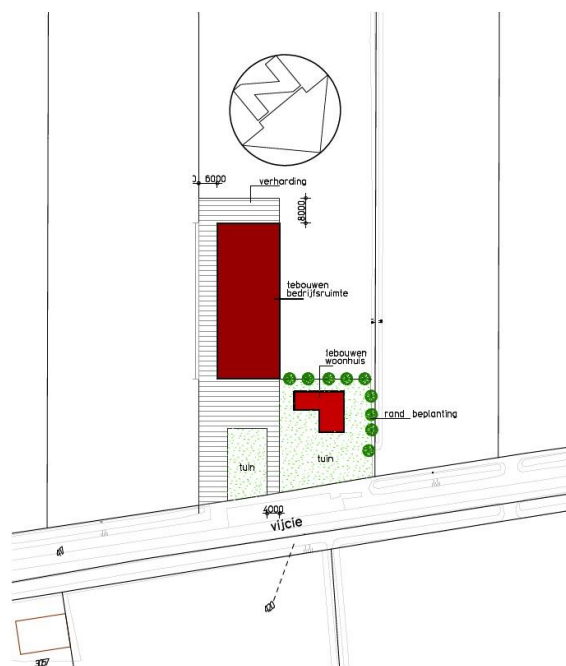 6000
verharding
8000
tebouwen
bedrijfsruimte
tebouwen
woonhuis
rand beplanting
tuin
tuin
4000
vijcie